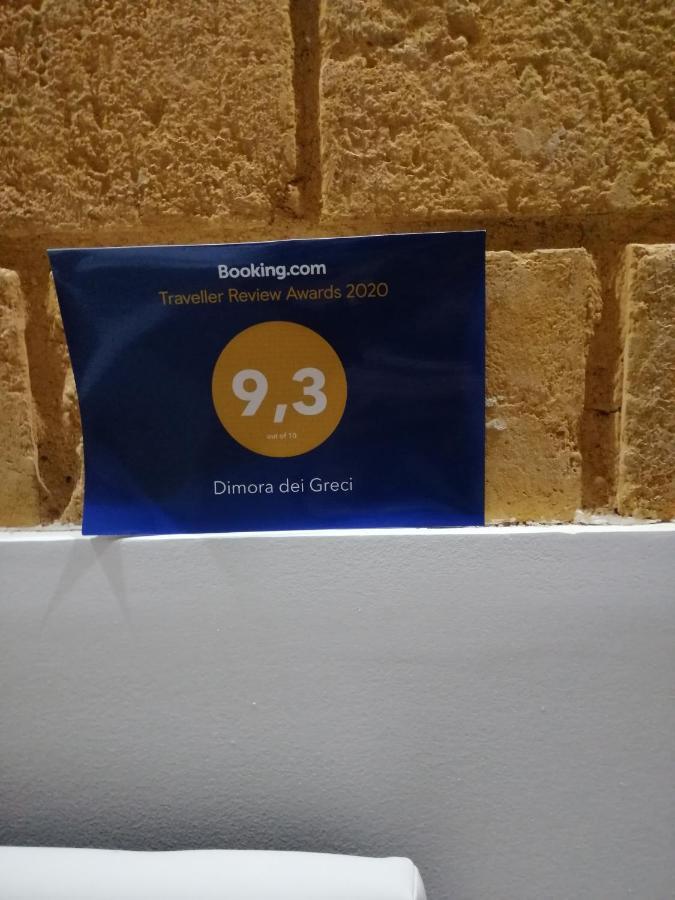 Booking.com
Traveller Review Awards 2020
9,3
out of 10
Dimora dei Greci